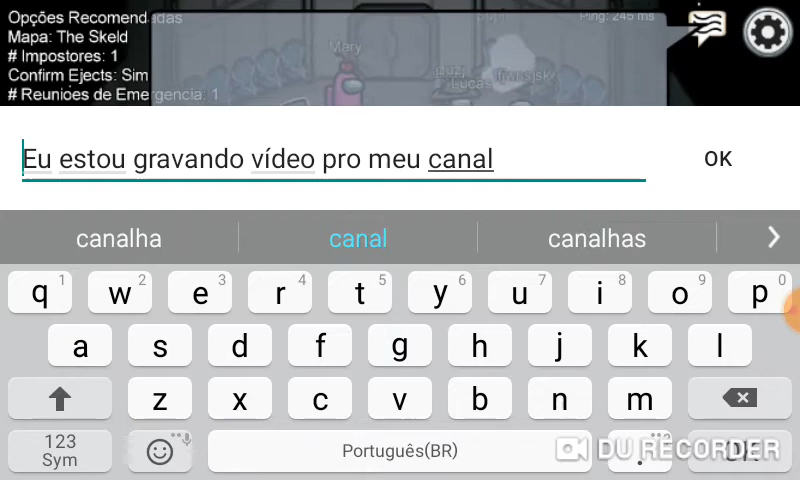 Opções Recomendadas
Ping: 245 ms
Mapa: The Skeld
# Impostores: 1
Mary
Confirm Ejects: Sim
Lucas
# Reuniões de Emergencia: 1
Eu estou gravando vídeo pro meu canal
OK
canalha canal canalhas
q 1 w 2 e 3 r 4 t 5 y 6 u 7 i 8 o 9 p 0
a s d f g h j k l
z x c v b n m
123
Sym
Português(BR)
.
OK
DU RECORDER